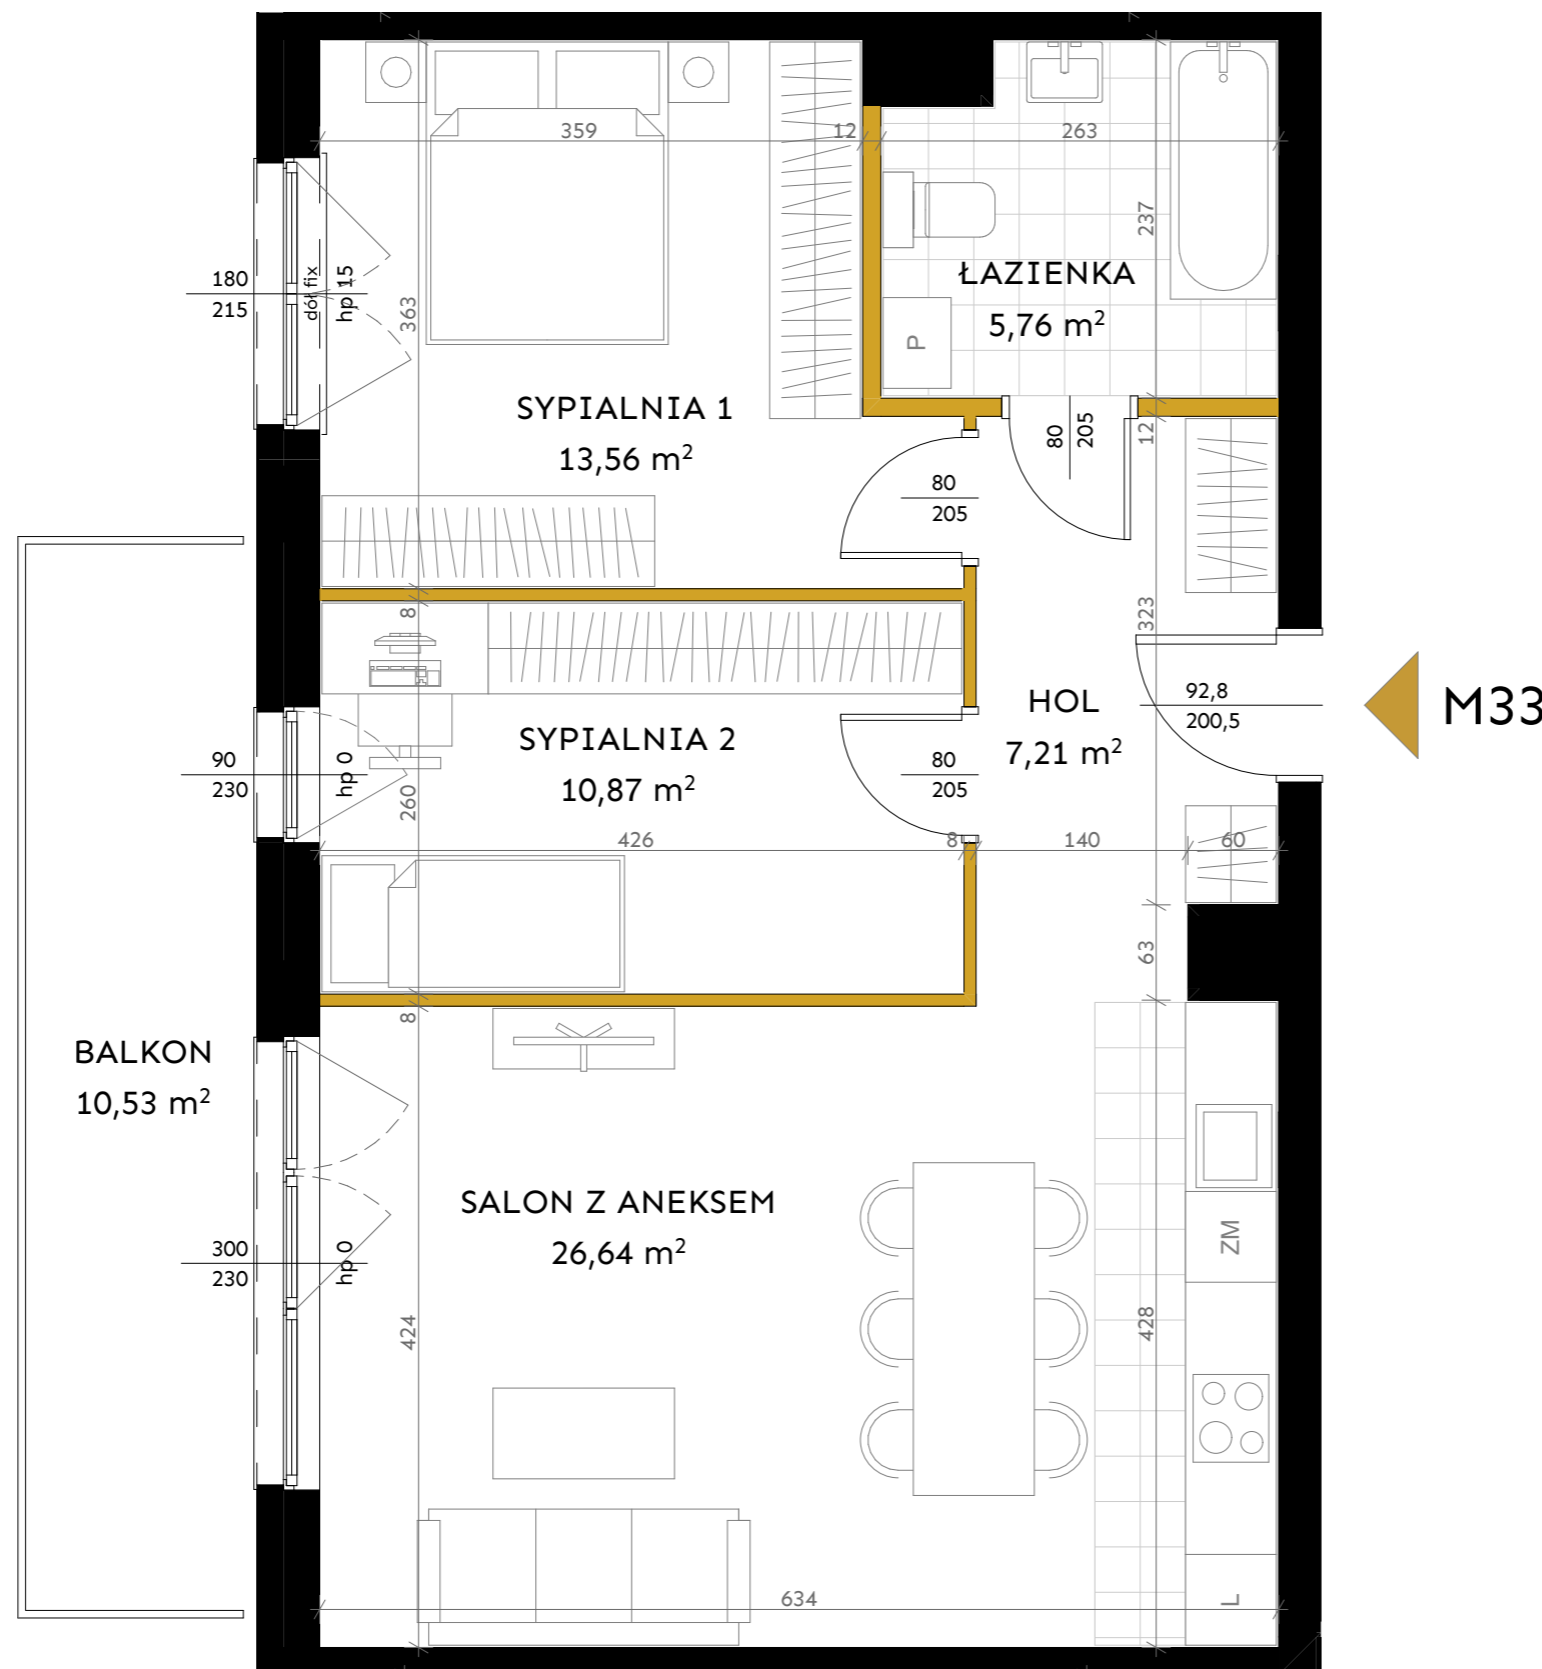 359
12
263
237
ŁAZIENKA
5,76 m²
P
180
215
dół fix
hp 15
363
SYPIALNIA 1
13,56 m²
80
205
12
80
205
8
323
HOL
7,21 m²
92,8
200,5
M33
SYPIALNIA 2
10,87 m²
90
230
hp 0
260
80
205
426
8
140
60
63
8
BALKON
10,53 m²
SALON Z ANEKSEM
26,64 m²
ZM
300
230
hp 0
424
428
634
L